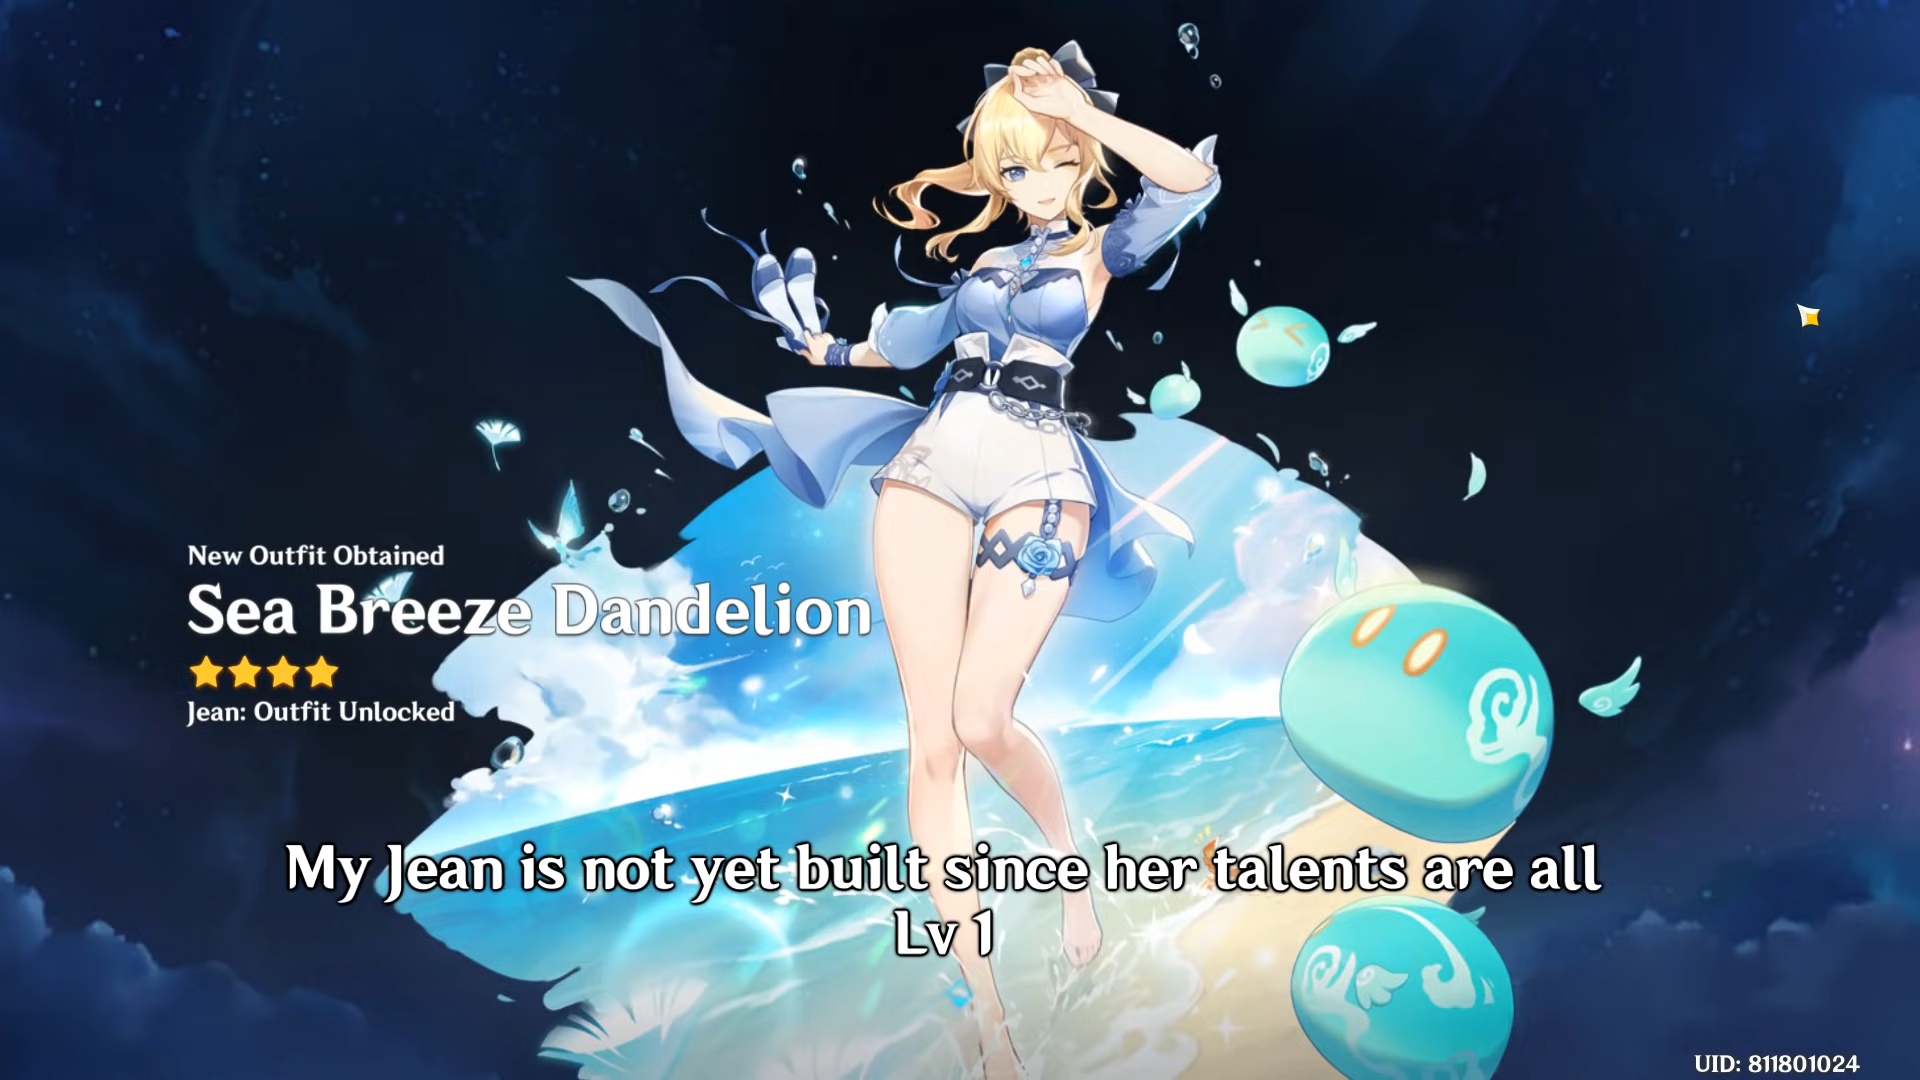 New Outfit Obtained
Sea Breeze Dandelion
Jean: Outfit Unlocked
My Jean is not yet built since her talents are all
Lv 1
UID: 811801024